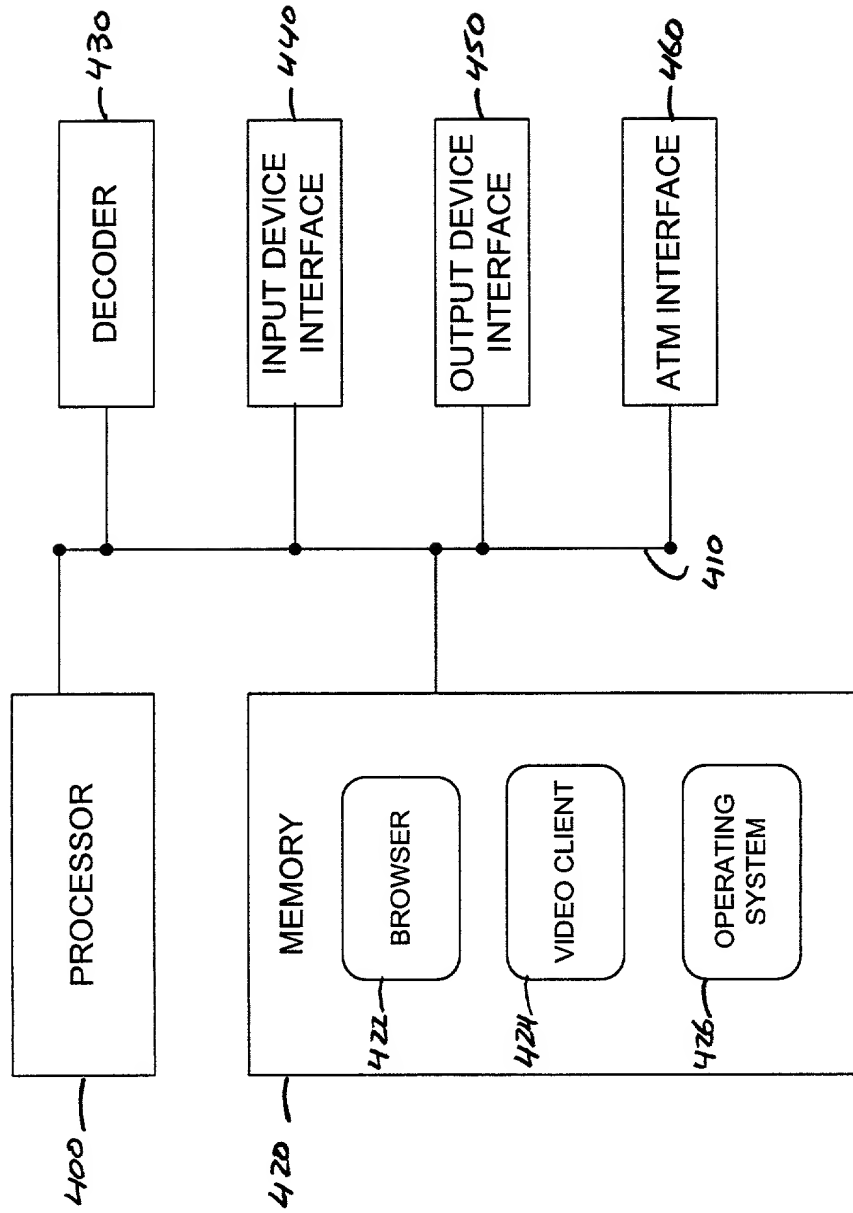 400
PROCESSOR
420
MEMORY
422
BROWSER
424
VIDEO CLIENT
426
OPERATING
SYSTEM
410
DECODER
430
INPUT DEVICE
INTERFACE
440
OUTPUT DEVICE
INTERFACE
450
ATM INTERFACE
460